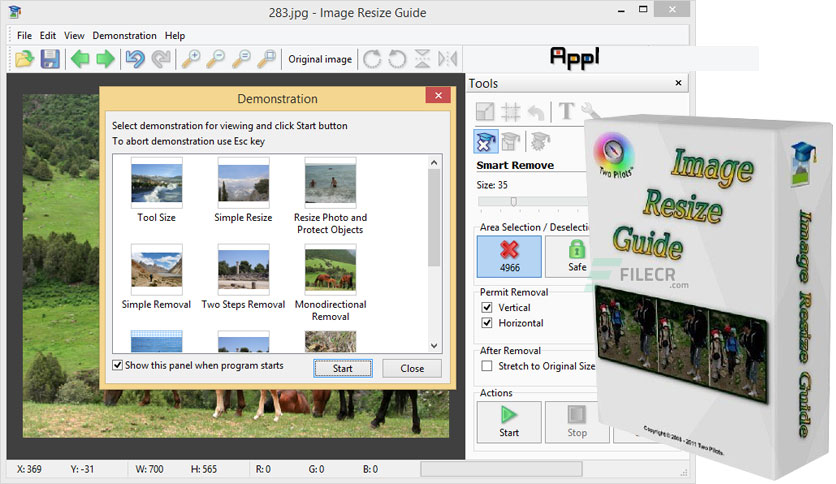 283.jpg - Image Resize Guide
File Edit View Demonstration Help
Original image
Appl
Tools
Demonstration
Select demonstration for viewing and click Start button
To abort demonstration use Esc key
Tool Size
Simple Resize
Resize Photo and
Protect Objects
Simple Removal
Two Steps Removal
Monodirectional
Removal
Show this panel when program starts
Start
Close
Smart Remove
Size: 35
Area Selection / Deselecti
4966
Safe
Permit Removal
Vertical
Horizontal
After Removal
Stretch to Original Size
Actions
Start
Stop
X: 369 Y: -31 W: 700 H: 565 R: 0 G: 0 B: 0
Two Pilots
Image
Resize
Guide
FILECR
.com
Image Resize Guide
Copyright © 2008 - 2011 Two Pilots.